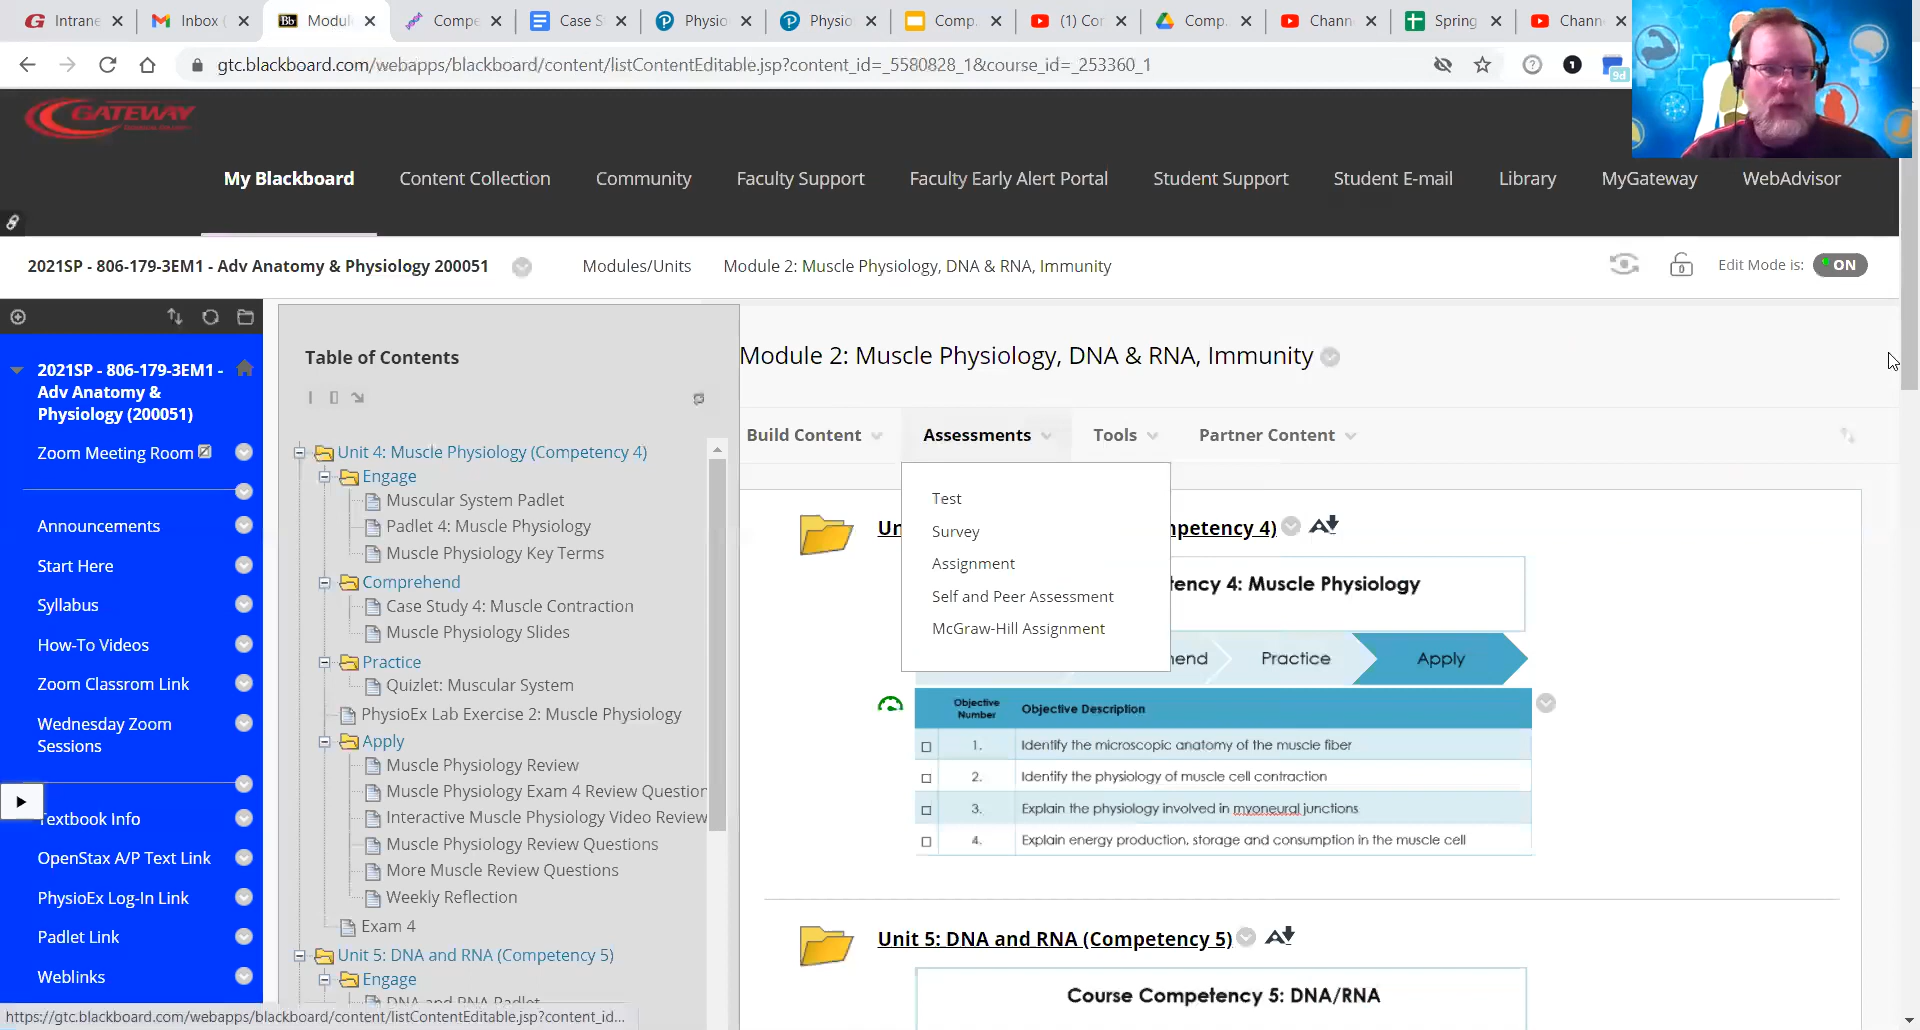 Intrane
Inbox (
Modul
Compe
Case S
Physio
Physio
Comp.
(1) Cor
Comp.
Chann
Spring
Chann
gtc.blackboard.com/webapps/blackboard/content/listContentEditable.jsp?content_id=_5580828_1&course_id=_253360_1
9d
GATEWAY
My Blackboard
Content Collection
Community
Faculty Support
Faculty Early Alert Portal
Student Support
Student E-mail
Library
MyGateway
WebAdvisor
2021SP - 806-179-3EM1 - Adv Anatomy & Physiology 200051
Modules/Units
Module 2: Muscle Physiology, DNA & RNA, Immunity
Edit Mode is:
ON
2021SP - 806-179-3EM1 -
Adv Anatomy &
Physiology (200051)
Zoom Meeting Room
Announcements
Start Here
Syllabus
How-To Videos
Zoom Classrom Link
Wednesday Zoom
Sessions
Textbook Info
OpenStax A/P Text Link
PhysioEx Log-In Link
Padlet Link
Weblinks
Table of Contents
Unit 4: Muscle Physiology (Competency 4)
Engage
Muscular System Padlet
Padlet 4: Muscle Physiology
Muscle Physiology Key Terms
Comprehend
Case Study 4: Muscle Contraction
Muscle Physiology Slides
Practice
Quizlet: Muscular System
PhysioEx Lab Exercise 2: Muscle Physiology
Apply
Muscle Physiology Review
Muscle Physiology Exam 4 Review Question
Interactive Muscle Physiology Video Review
Muscle Physiology Review Questions
More Muscle Review Questions
Weekly Reflection
Exam 4
Unit 5: DNA and RNA (Competency 5)
Engage
DNA and RNA Padlet
Module 2: Muscle Physiology, DNA & RNA, Immunity
Build Content
Assessments
Tools
Partner Content
Test
Survey
Assignment
Self and Peer Assessment
McGraw-Hill Assignment
Un
npetency 4)
tency 4: Muscle Physiology
hend
Practice
Apply
Objective Number
Objective Description
1. Identify the microscopic anatomy of the muscle fiber
2. Identify the physiology of muscle cell contraction
3. Explain the physiology involved in myoneural junctions
4. Explain energy production, storage and consumption in the muscle cell
Unit 5: DNA and RNA (Competency 5)
Course Competency 5: DNA/RNA
https://gtc.blackboard.com/webapps/blackboard/content/listContentEditable.jsp?content_id...